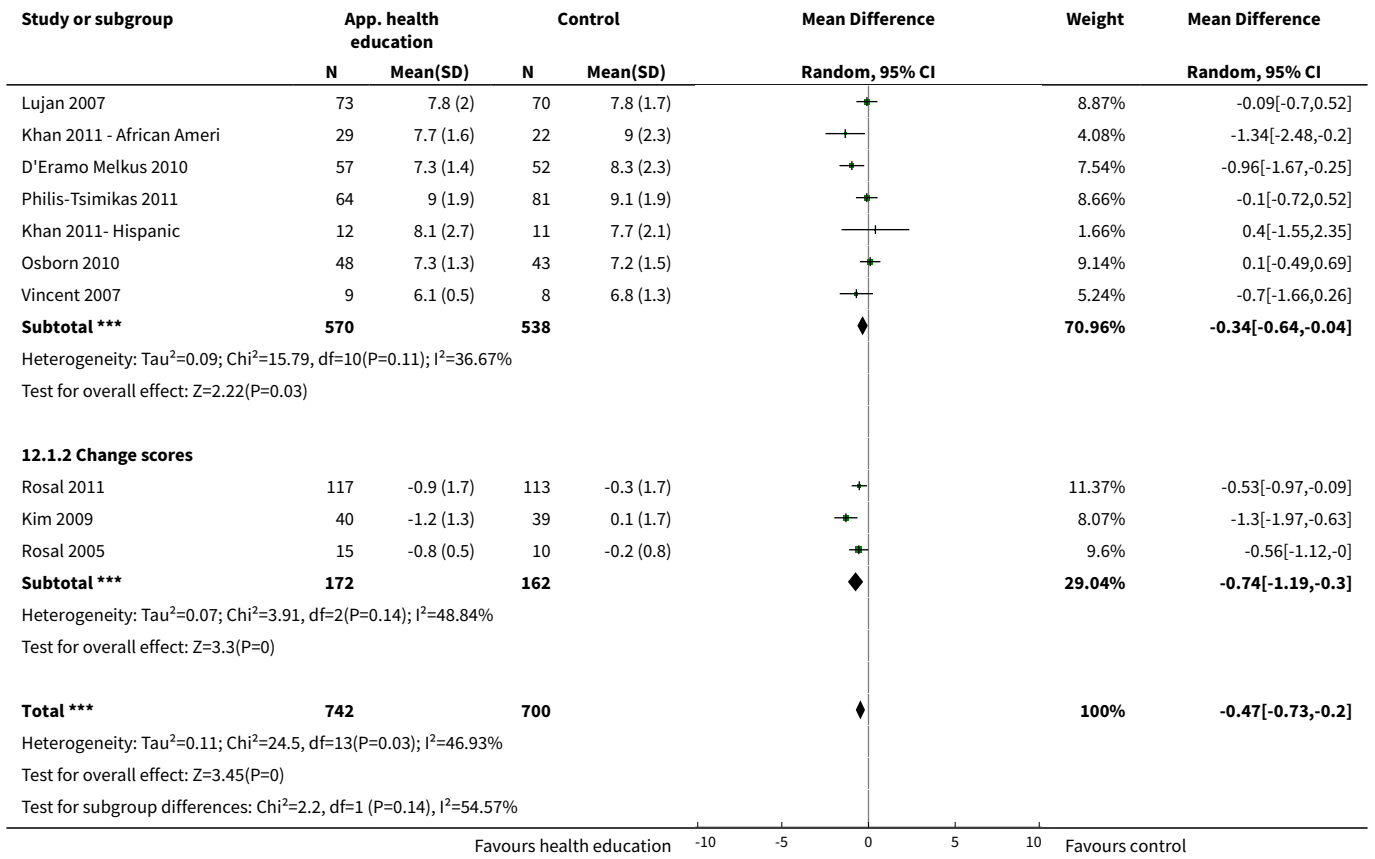 Study or subgroup App. health education Control Mean Difference Weight Mean Difference
N Mean(SD) N Mean(SD) Random, 95% CI Random, 95% CI
Lujan 2007 73 7.8 (2) 70 7.8 (1.7) 8.87% -0.09[-0.7,0.52]
Khan 2011 - African Ameri 29 7.7 (1.6) 22 9 (2.3) 4.08% -1.34[-2.48,-0.2]
D'Eramo Melkus 2010 57 7.3 (1.4) 52 8.3 (2.3) 7.54% -0.96[-1.67,-0.25]
Philis-Tsimikas 2011 64 9 (1.9) 81 9.1 (1.9) 8.66% -0.1[-0.72,0.52]
Khan 2011- Hispanic 12 8.1 (2.7) 11 7.7 (2.1) 1.66% 0.4[-1.55,2.35]
Osborn 2010 48 7.3 (1.3) 43 7.2 (1.5) 9.14% 0.1[-0.49,0.69]
Vincent 2007 9 6.1 (0.5) 8 6.8 (1.3) 5.24% -0.7[-1.66,0.26]
Subtotal *** 570 538 70.96% -0.34[-0.64,-0.04]
Heterogeneity: Tau²=0.09; Chi²=15.79, df=10(P=0.11); I²=36.67%
Test for overall effect: Z=2.22(P=0.03)
12.1.2 Change scores
Rosal 2011 117 -0.9 (1.7) 113 -0.3 (1.7) 11.37% -0.53[-0.97,-0.09]
Kim 2009 40 -1.2 (1.3) 39 0.1 (1.7) 8.07% -1.3[-1.97,-0.63]
Rosal 2005 15 -0.8 (0.5) 10 -0.2 (0.8) 9.6% -0.56[-1.12,-0]
Subtotal *** 172 162 29.04% -0.74[-1.19,-0.3]
Heterogeneity: Tau²=0.07; Chi²=3.91, df=2(P=0.14); I²=48.84%
Test for overall effect: Z=3.3(P=0)
Total *** 742 700 100% -0.47[-0.73,-0.2]
Heterogeneity: Tau²=0.11; Chi²=24.5, df=13(P=0.03); I²=46.93%
Test for overall effect: Z=3.45(P=0)
Test for subgroup differences: Chi²=2.2, df=1 (P=0.14), I²=54.57%
Favours health education -10 -5 0 5 10 Favours control